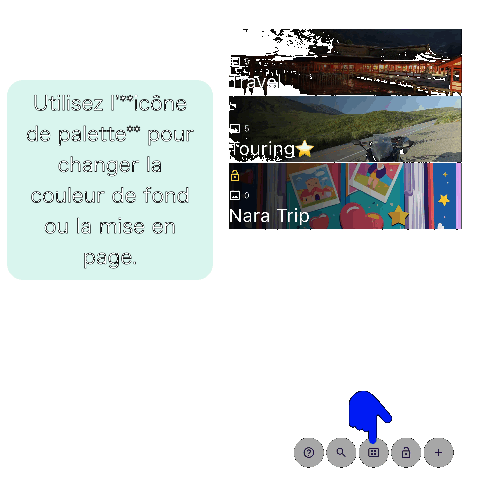 Utilisez l'**icône
de palette** pour
changer la
couleur de fond
ou la mise en
page.
Travel
5
Touring
0
Nara Trip